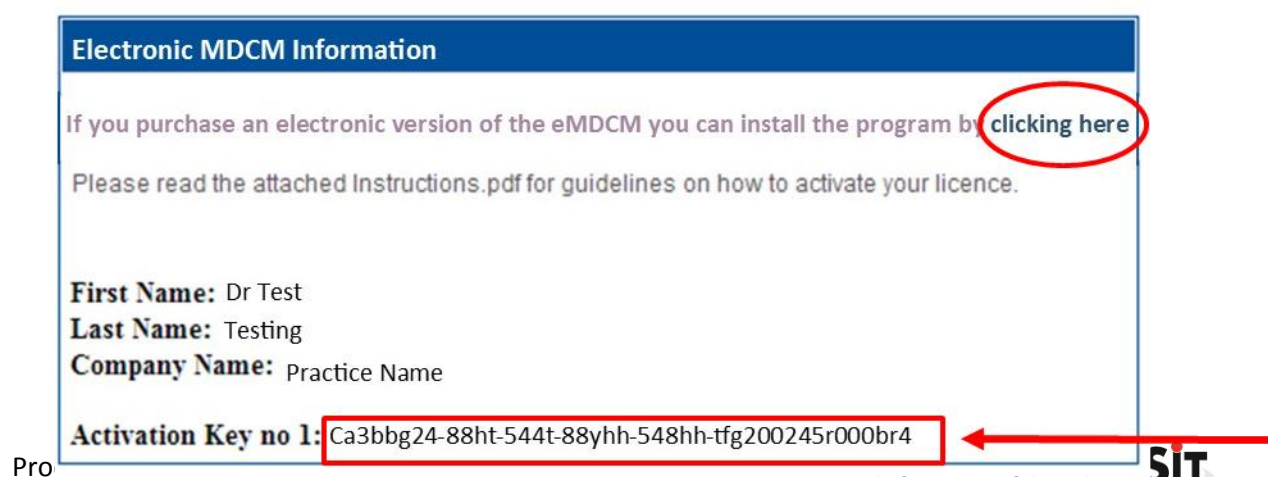 Electronic MDCM Information
If you purchase an electronic version of the eMDCM you can install the program by clicking here
Please read the attached Instructions.pdf for guidelines on how to activate your licence.
First Name: Dr Test
Last Name: Testing
Company Name: Practice Name
Activation Key no 1: Ca3bbg24-88ht-544t-88yhh-548hh-tfg200245r000br4
Pro
SiT